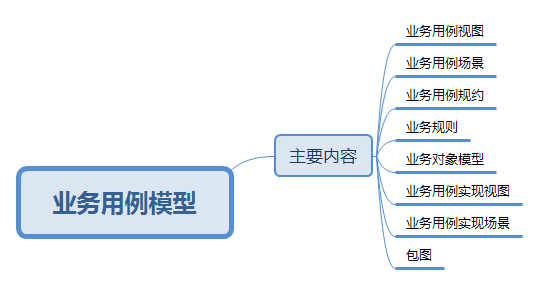 业务用例模型
主要内容
业务用例视图
业务用例场景
业务用例规约
业务规则
业务对象模型
业务用例实现视图
业务用例实现场景
包图